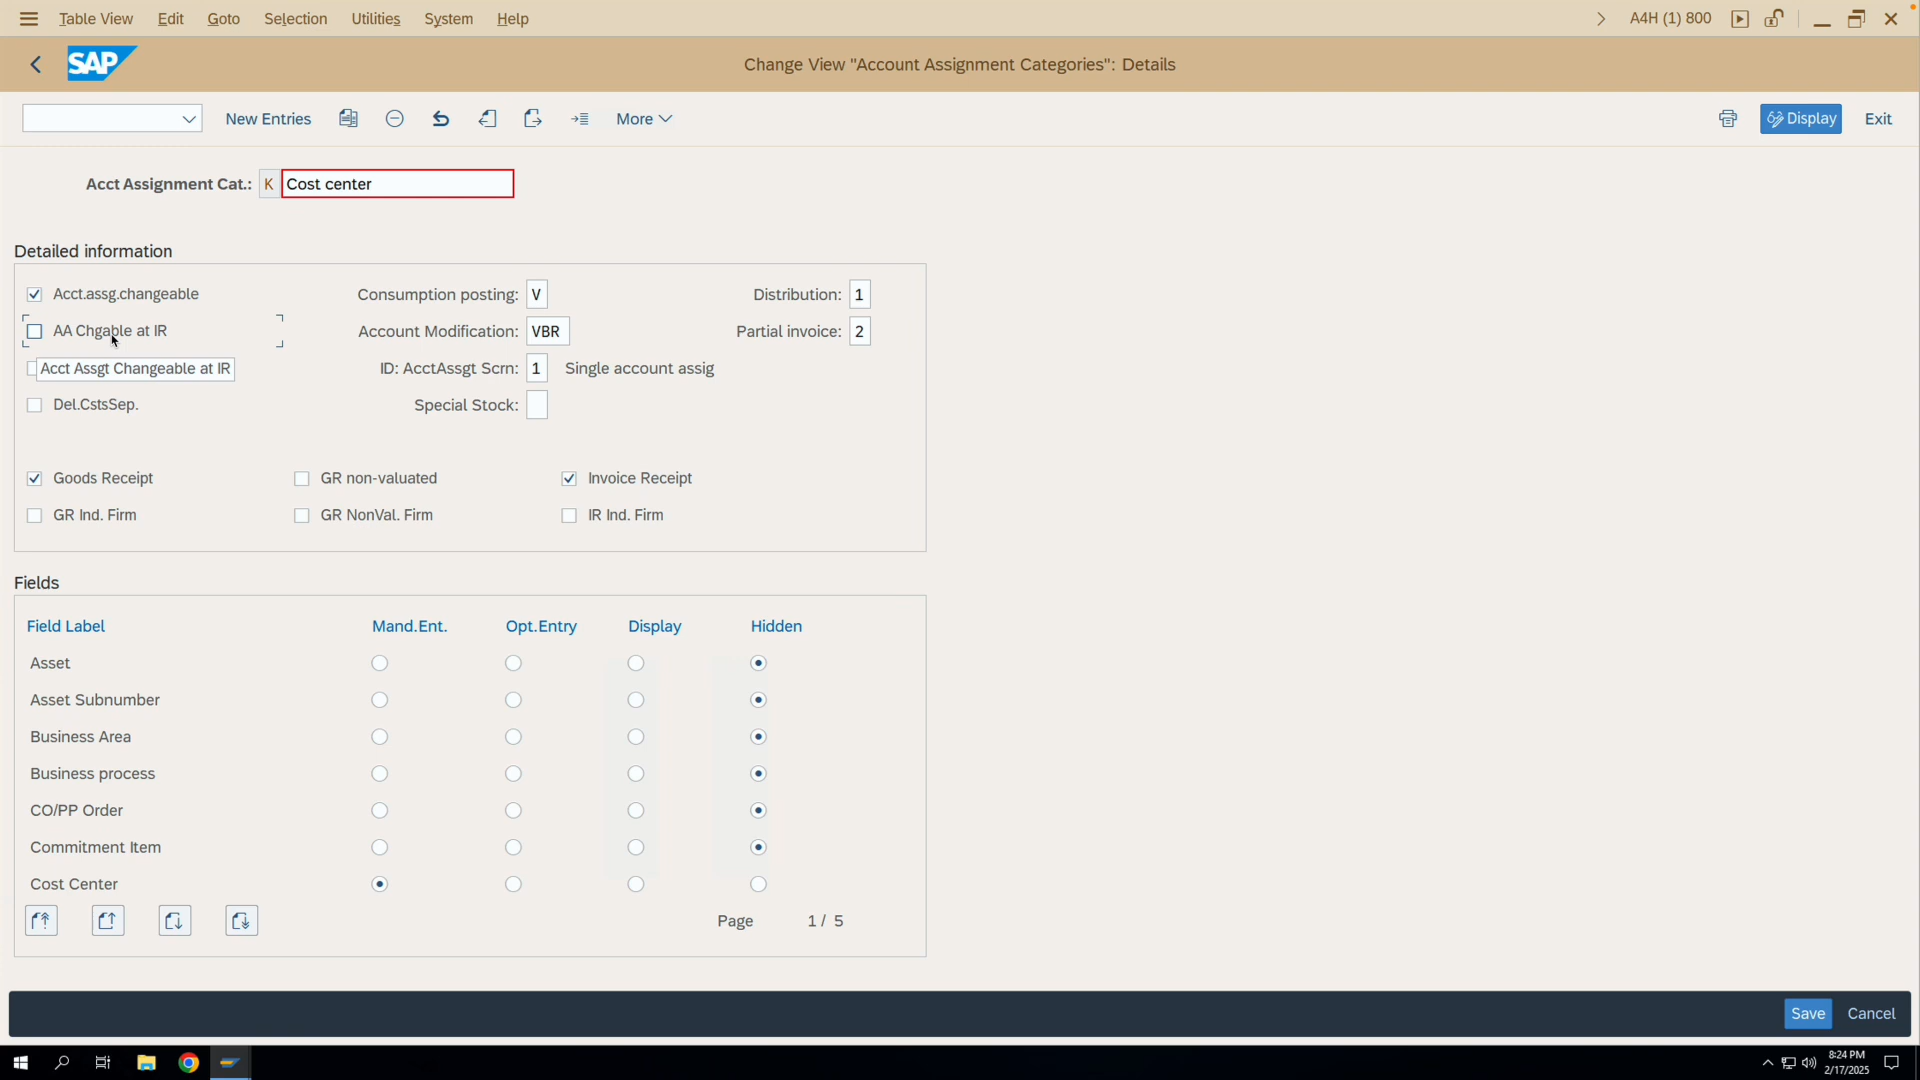 Table View Edit Goto Selection Utilities System Help A4H (1) 800
SAP Change View "Account Assignment Categories": Details
New Entries More Display Exit
Acct Assignment Cat.: K Cost center
Detailed information
Acct.assg.changeable Consumption posting: V Distribution: 1
AA Chgable at IR Account Modification: VBR Partial invoice: 2
Acct Assgt Changeable at IR ID: AcctAssgt Scrn: 1 Single account assig
Del.CstsSep. Special Stock:
Goods Receipt GR non-valuated Invoice Receipt
GR Ind. Firm GR NonVal. Firm IR Ind. Firm
Fields
Field Label Mand.Ent. Opt.Entry Display Hidden
Asset
Asset Subnumber
Business Area
Business process
CO/PP Order
Commitment Item
Cost Center
Page 1 / 5
Save Cancel
8:24 PM
2/17/2025